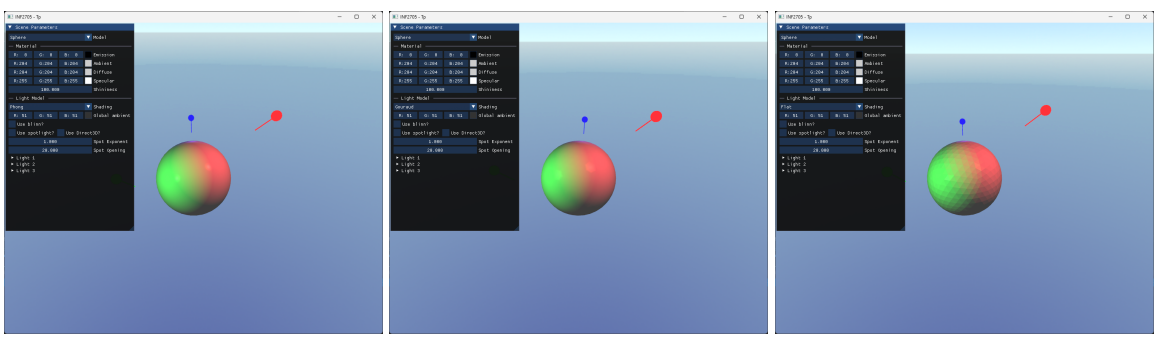 INF2705 - Tp
Scene Parameters
Sphere Model
Material
R: 0 G: 0 B: 0 Emission
R:204 G:204 B:204 Ambient
R:204 G:204 B:204 Diffuse
R:255 G:255 B:255 Specular
100.000 Shininess
Light Model
Phong Shading
R: 51 G: 51 B: 51 Global ambient
Use blinn?
Use spotlight? Use Direct3D?
1.000 Spot Exponent
20.000 Spot Opening
Light 1
Light 2
Light 3
INF2705 - Tp
Scene Parameters
Sphere Model
Material
R: 0 G: 0 B: 0 Emission
R:204 G:204 B:204 Ambient
R:204 G:204 B:204 Diffuse
R:255 G:255 B:255 Specular
100.000 Shininess
Light Model
Gouraud Shading
R: 51 G: 51 B: 51 Global ambient
Use blinn?
Use spotlight? Use Direct3D?
1.000 Spot Exponent
20.000 Spot Opening
Light 1
Light 2
Light 3
INF2705 - Tp
Scene Parameters
Sphere Model
Material
R: 0 G: 0 B: 0 Emission
R:204 G:204 B:204 Ambient
R:204 G:204 B:204 Diffuse
R:255 G:255 B:255 Specular
100.000 Shininess
Light Model
Flat Shading
R: 51 G: 51 B: 51 Global ambient
Use blinn?
Use spotlight? Use Direct3D?
1.000 Spot Exponent
20.000 Spot Opening
Light 1
Light 2
Light 3